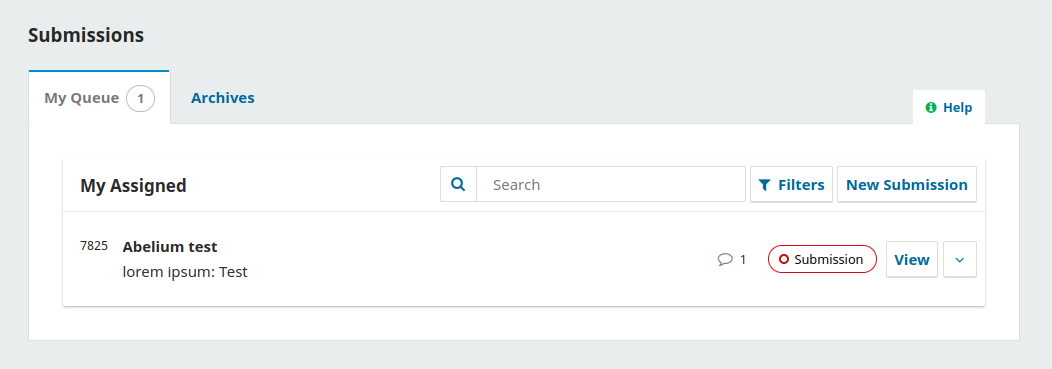 Submissions
My Queue 1 Archives
Help
My Assigned Search Filters New Submission
7825 Abelium test
lorem ipsum: Test
1 Submission View